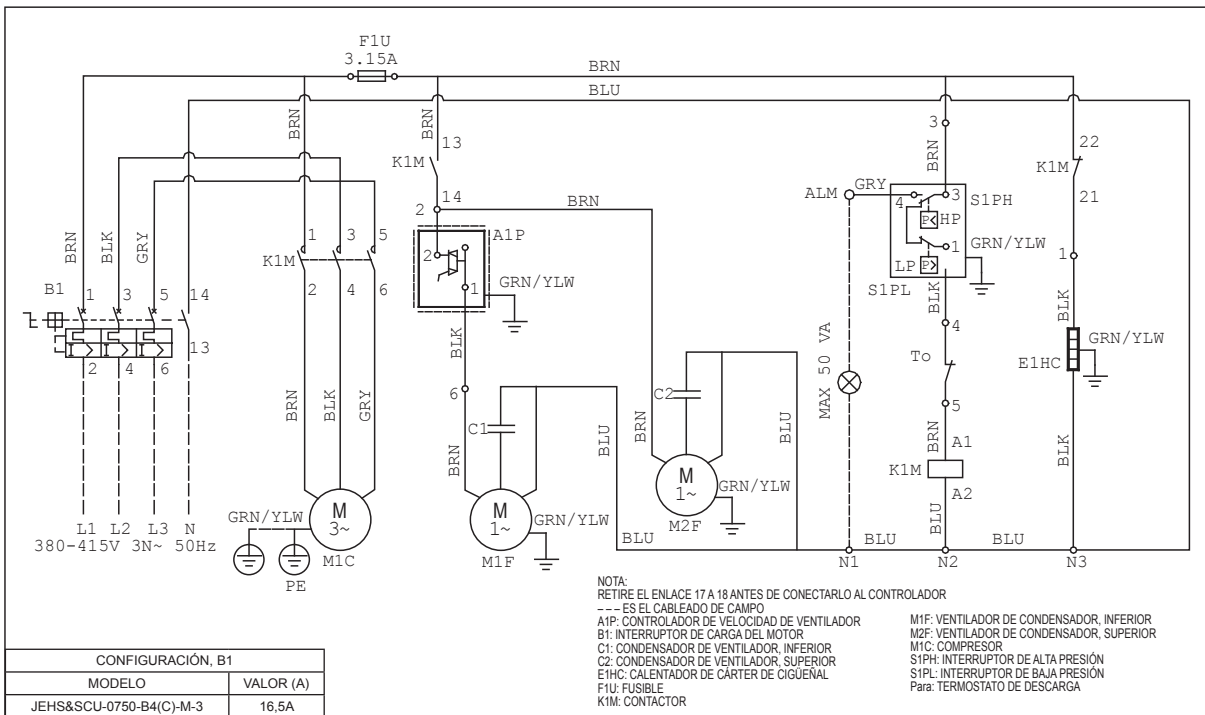 F1U
3.15A
BRN
BLU
BRN
BRN
13
K1M
14
2
BRN
3
BRN
22
K1M
21
ALM
GRY
4
3
S1PH
P<
HP
1
GRN/YLW
LP
P>
S1PL
BRN
BLK
GRY
1
3
5
K1M
2
4
6
A1P
2
1
GRN/YLW
B1
1
3
5
14
I>
I>
I>
13
2
4
6
BLK
6
BLK
4
To
5
1
BLK
GRN/YLW
E1HC
MAX 50 VA
BRN
BLK
GRY
C1
BRN
BLU
C2
BRN
BLU
BRN
A1
K1M
A2
BLU
BLK
L1
L2
L3
N
380-415V 3N~ 50Hz
GRN/YLW
PE
M
3~
M1C
M
1~
GRN/YLW
M1F
M
1~
GRN/YLW
M2F
BLU
BLU
BLU
N1
N2
N3
NOTA:
RETIRE EL ENLACE 17 A 18 ANTES DE CONECTARLO AL CONTROLADOR
--- ES EL CABLEADO DE CAMPO
A1P: CONTROLADOR DE VELOCIDAD DE VENTILADOR
B1: INTERRUPTOR DE CARGA DEL MOTOR
C1: CONDENSADOR DE VENTILADOR, INFERIOR
C2: CONDENSADOR DE VENTILADOR, SUPERIOR
E1HC: CALENTADOR DE CÁRTER DE CIGÜEÑAL
F1U: FUSIBLE
K1M: CONTACTOR
M1F: VENTILADOR DE CONDENSADOR, INFERIOR
M2F: VENTILADOR DE CONDENSADOR, SUPERIOR
M1C: COMPRESOR
S1PH: INTERRUPTOR DE ALTA PRESIÓN
S1PL: INTERRUPTOR DE BAJA PRESIÓN
Para: TERMOSTATO DE DESCARGA
CONFIGURACIÓN, B1
MODELO
VALOR (A)
JEHS&SCU-0750-B4(C)-M-3
16,5A